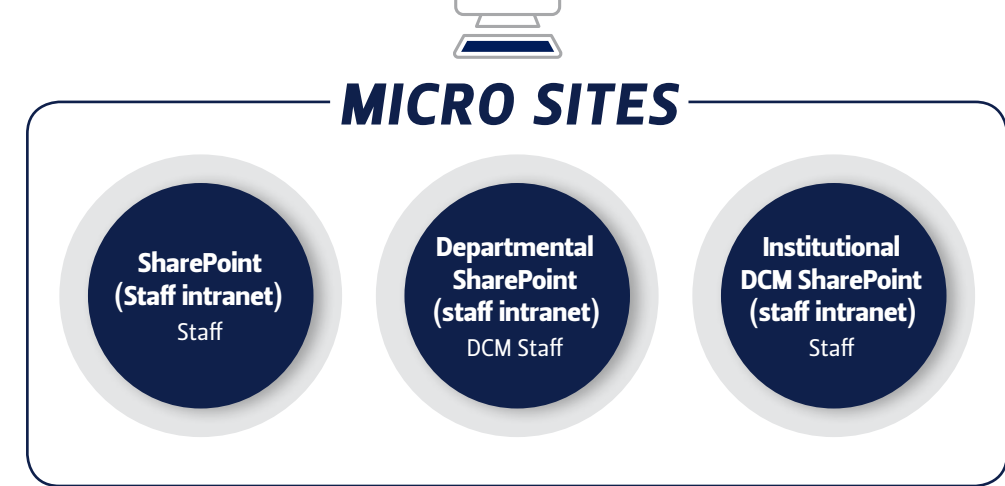 MICRO SITES
SharePoint
(Staff intranet)
Staff
Departmental
SharePoint
(staff intranet)
DCM Staff
Institutional
DCM SharePoint
(staff intranet)
Staff